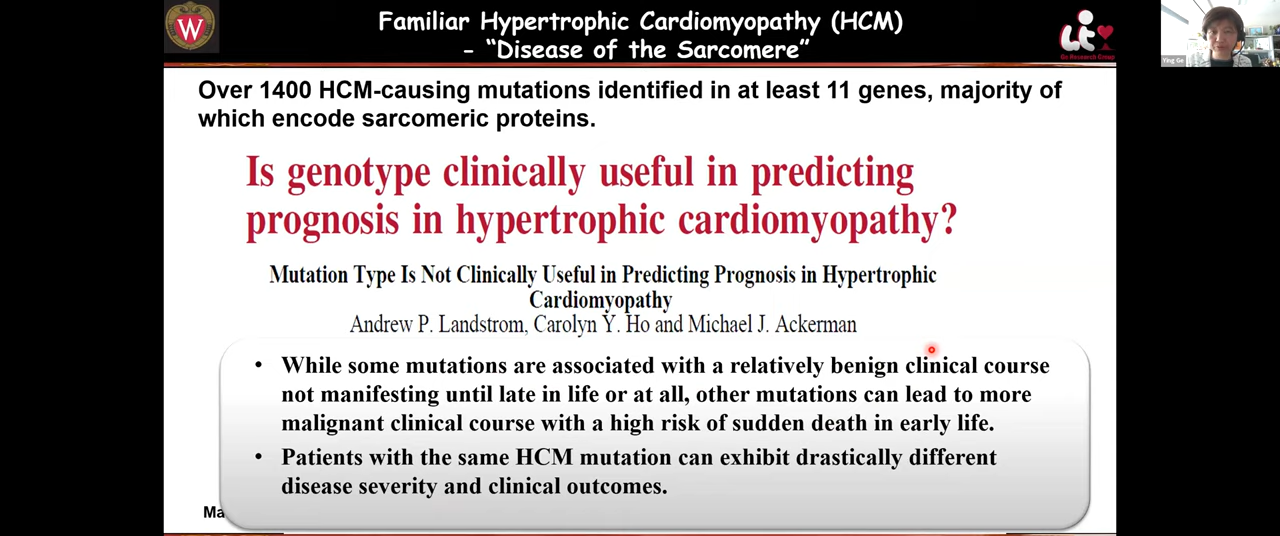 Familiar Hypertrophic Cardiomyopathy (HCM)
- “Disease of the Sarcomere”
W
Ge Research Group
Ying Ge
Over 1400 HCM-causing mutations identified in at least 11 genes, majority of
which encode sarcomeric proteins.
Is genotype clinically useful in predicting
prognosis in hypertrophic cardiomyopathy?
Mutation Type Is Not Clinically Useful in Predicting Prognosis in Hypertrophic
Cardiomyopathy
Andrew P. Landstrom, Carolyn Y. Ho and Michael J. Ackerman
• While some mutations are associated with a relatively benign clinical course
not manifesting until late in life or at all, other mutations can lead to more
malignant clinical course with a high risk of sudden death in early life.
• Patients with the same HCM mutation can exhibit drastically different
disease severity and clinical outcomes.
Ma